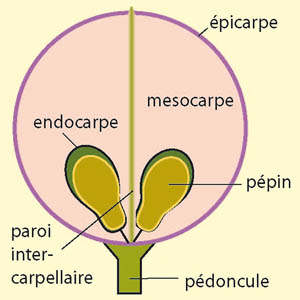 épicarpe
mesocarpe
endocarpe
pépin
paroi
inter-
carpellaire
pédoncule